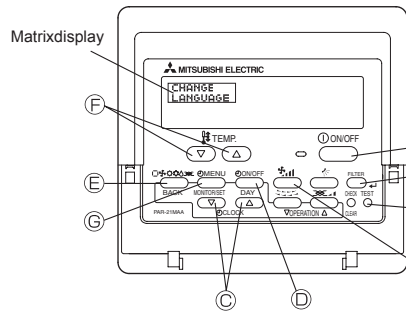 Matrixdisplay
MITSUBISHI ELECTRIC
CHANGE
LANGUAGE
F
TEMP.
ON/OFF
E
MENU
ON/OFF
FILTER
BACK
MONITOR/SET
DAY
CHECK TEST
G
PAR-21MAA
CLOCK
OPERATION
CLEAR
C
D